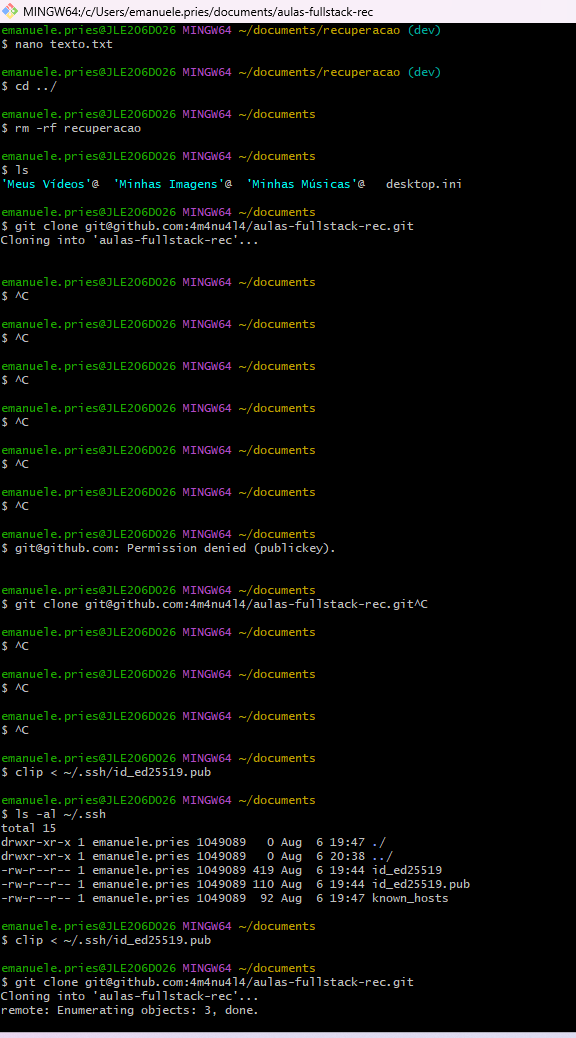 MINGW64:/c/Users/emanuele.pries/documents/aulas-fullstack-rec
emanuele.pries@JLE206D026 MINGW64 ~/documents/recuperacao (dev)
$ nano texto.txt
emanuele.pries@JLE206D026 MINGW64 ~/documents/recuperacao (dev)
$ cd ../
emanuele.pries@JLE206D026 MINGW64 ~/documents
$ rm -rf recuperacao
emanuele.pries@JLE206D026 MINGW64 ~/documents
$ ls
'Meus Vídeos'@  'Minhas Imagens'@  'Minhas Músicas'@   desktop.ini
emanuele.pries@JLE206D026 MINGW64 ~/documents
$ git clone git@github.com:4m4nu4l4/aulas-fullstack-rec.git
Cloning into 'aulas-fullstack-rec'...
emanuele.pries@JLE206D026 MINGW64 ~/documents
$ ^C
emanuele.pries@JLE206D026 MINGW64 ~/documents
$ ^C
emanuele.pries@JLE206D026 MINGW64 ~/documents
$ ^C
emanuele.pries@JLE206D026 MINGW64 ~/documents
$ ^C
emanuele.pries@JLE206D026 MINGW64 ~/documents
$ ^C
emanuele.pries@JLE206D026 MINGW64 ~/documents
$ ^C
emanuele.pries@JLE206D026 MINGW64 ~/documents
$ git@github.com: Permission denied (publickey).
emanuele.pries@JLE206D026 MINGW64 ~/documents
$ git clone git@github.com:4m4nu4l4/aulas-fullstack-rec.git^C
emanuele.pries@JLE206D026 MINGW64 ~/documents
$ ^C
emanuele.pries@JLE206D026 MINGW64 ~/documents
$ ^C
emanuele.pries@JLE206D026 MINGW64 ~/documents
$ ^C
emanuele.pries@JLE206D026 MINGW64 ~/documents
$ clip < ~/.ssh/id_ed25519.pub
emanuele.pries@JLE206D026 MINGW64 ~/documents
$ ls -al ~/.ssh
total 15
drwxr-xr-x 1 emanuele.pries 1049089   0 Aug  6 19:47 ./
drwxr-xr-x 1 emanuele.pries 1049089   0 Aug  6 20:38 ../
-rw-r--r-- 1 emanuele.pries 1049089 419 Aug  6 19:44 id_ed25519
-rw-r--r-- 1 emanuele.pries 1049089 110 Aug  6 19:44 id_ed25519.pub
-rw-r--r-- 1 emanuele.pries 1049089  92 Aug  6 19:47 known_hosts
emanuele.pries@JLE206D026 MINGW64 ~/documents
$ clip < ~/.ssh/id_ed25519.pub
emanuele.pries@JLE206D026 MINGW64 ~/documents
$ git clone git@github.com:4m4nu4l4/aulas-fullstack-rec.git
Cloning into 'aulas-fullstack-rec'...
remote: Enumerating objects: 3, done.